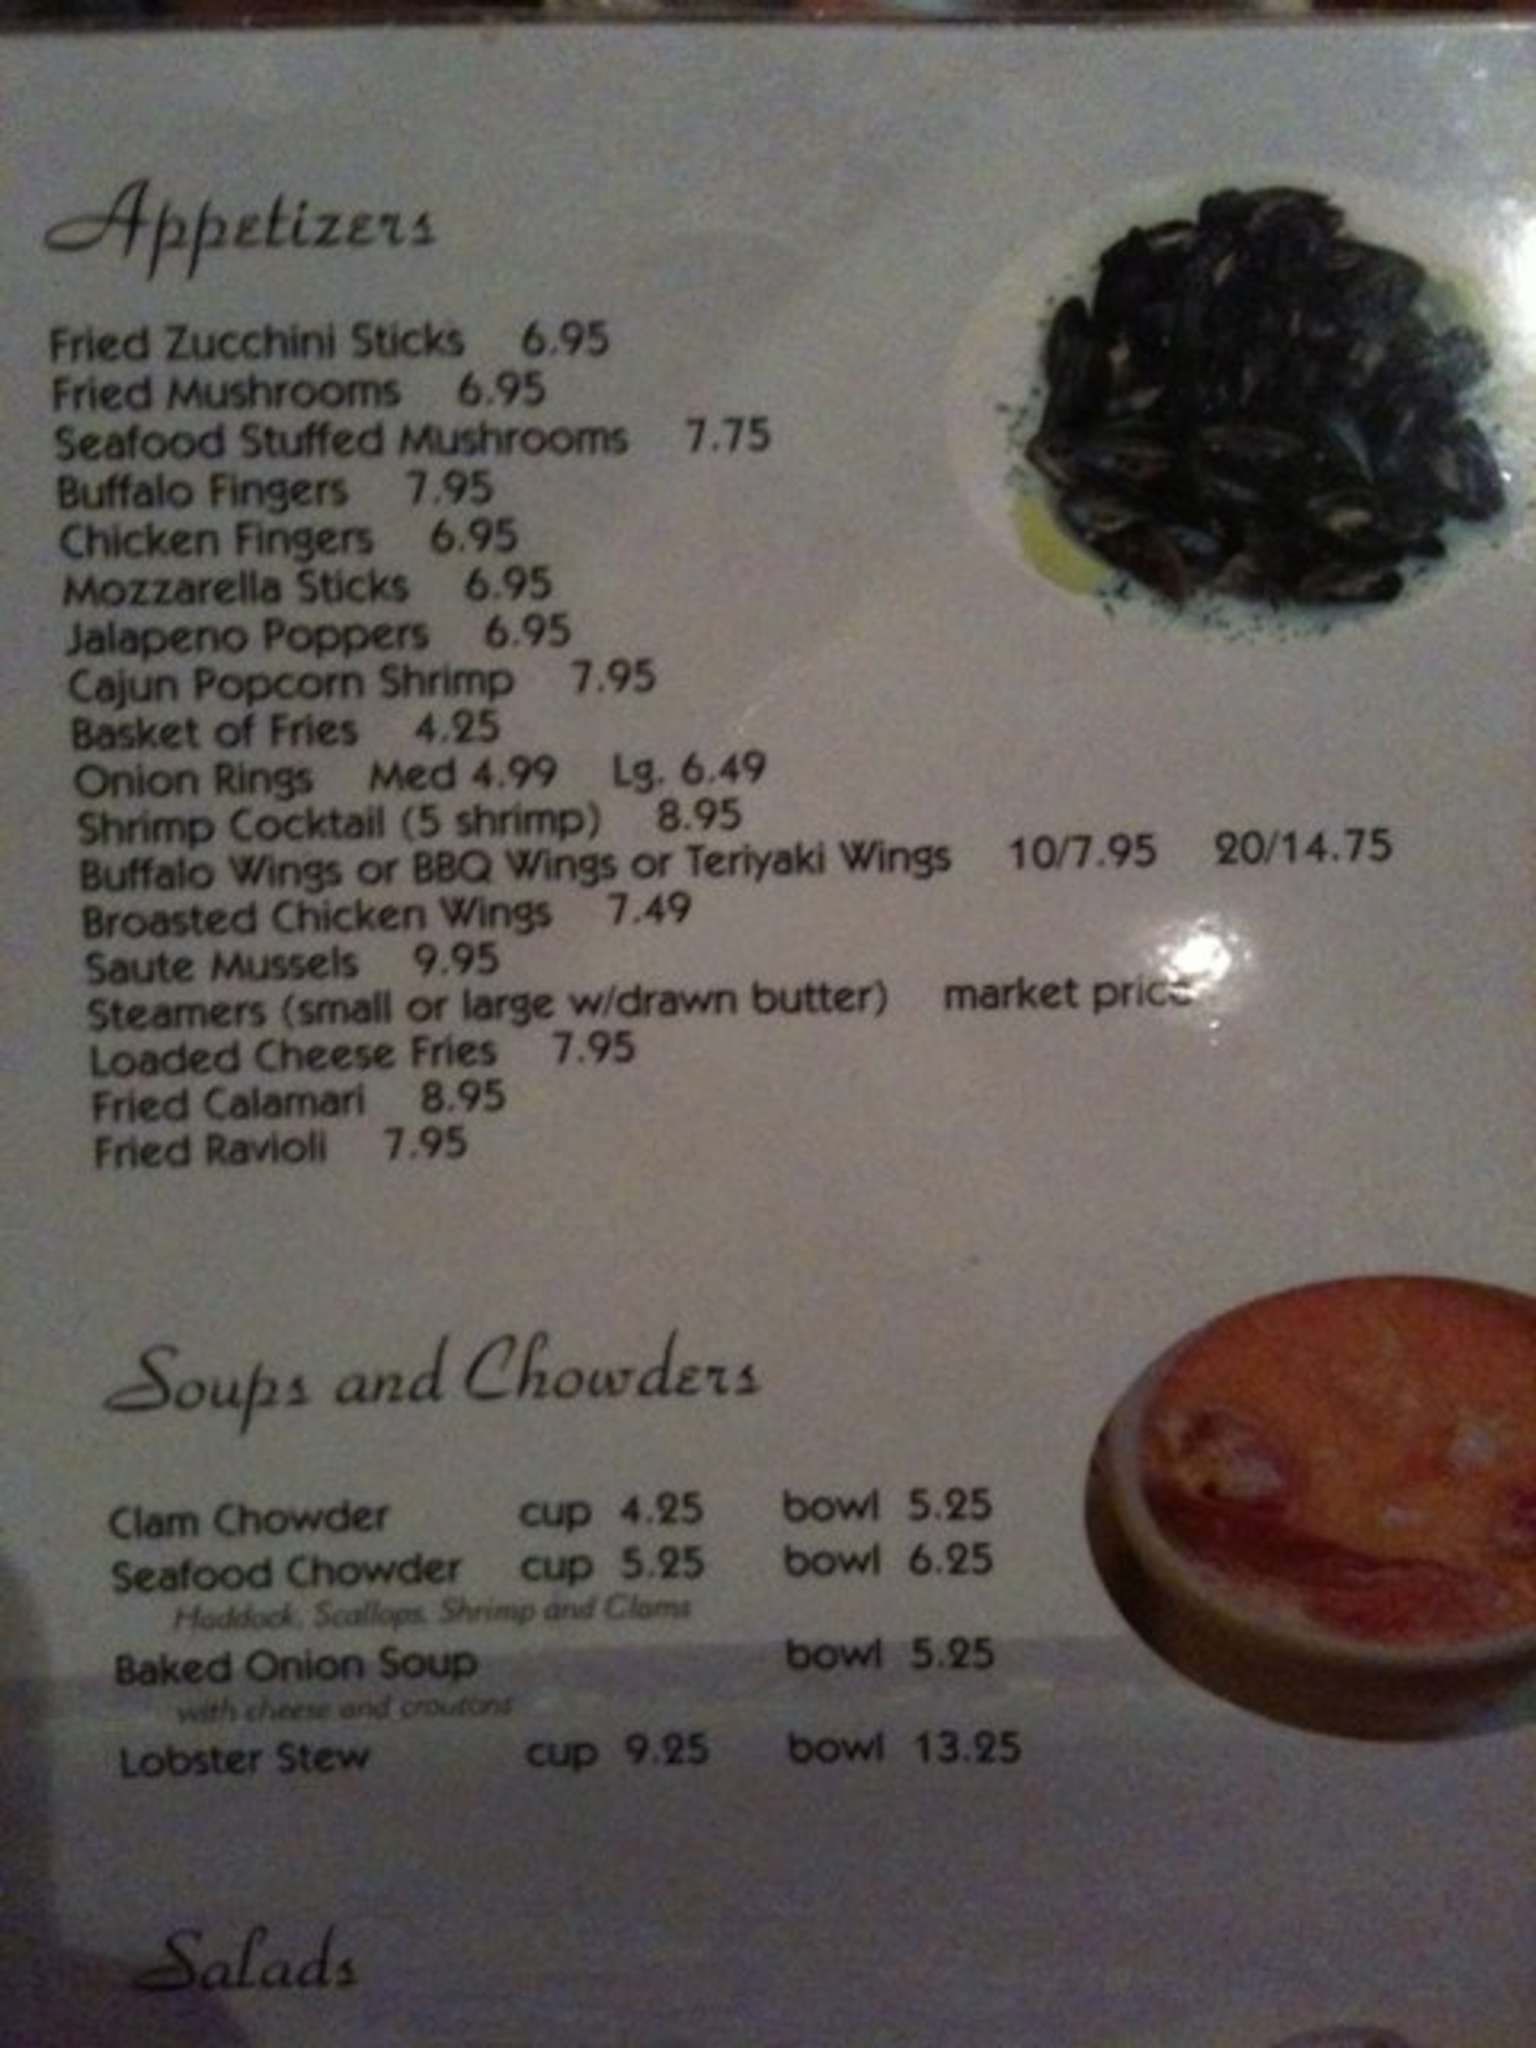 Appetizers
Fried Zucchini Sticks 6.95
Fried Mushrooms 6.95
Seafood Stuffed Mushrooms 7.75
Buffalo Fingers 7.95
Chicken Fingers 6.95
Mozzarella Sticks 6.95
Jalapeno Poppers 6.95
Cajun Popcorn Shrimp 7.95
Basket of Fries 4.25
Onion Rings Med 4.99 Lg. 6.49
Shrimp Cocktail (5 shrimp) 8.95
Buffalo Wings or BBQ Wings or Teriyaki Wings 10/7.95 20/14.75
Broasted Chicken Wings 7.49
Saute Mussels 9.95
Steamers (small or large w/drawn butter) market price
Loaded Cheese Fries 7.95
Fried Calamari 8.95
Fried Ravioli 7.95
Soups and Chowders
Clam Chowder cup 4.25 bowl 5.25
Seafood Chowder cup 5.25 bowl 6.25
Haddock, Scallops, Shrimp and Clams
Baked Onion Soup bowl 5.25
with cheese and croutons
Lobster Stew cup 9.25 bowl 13.25
Salads